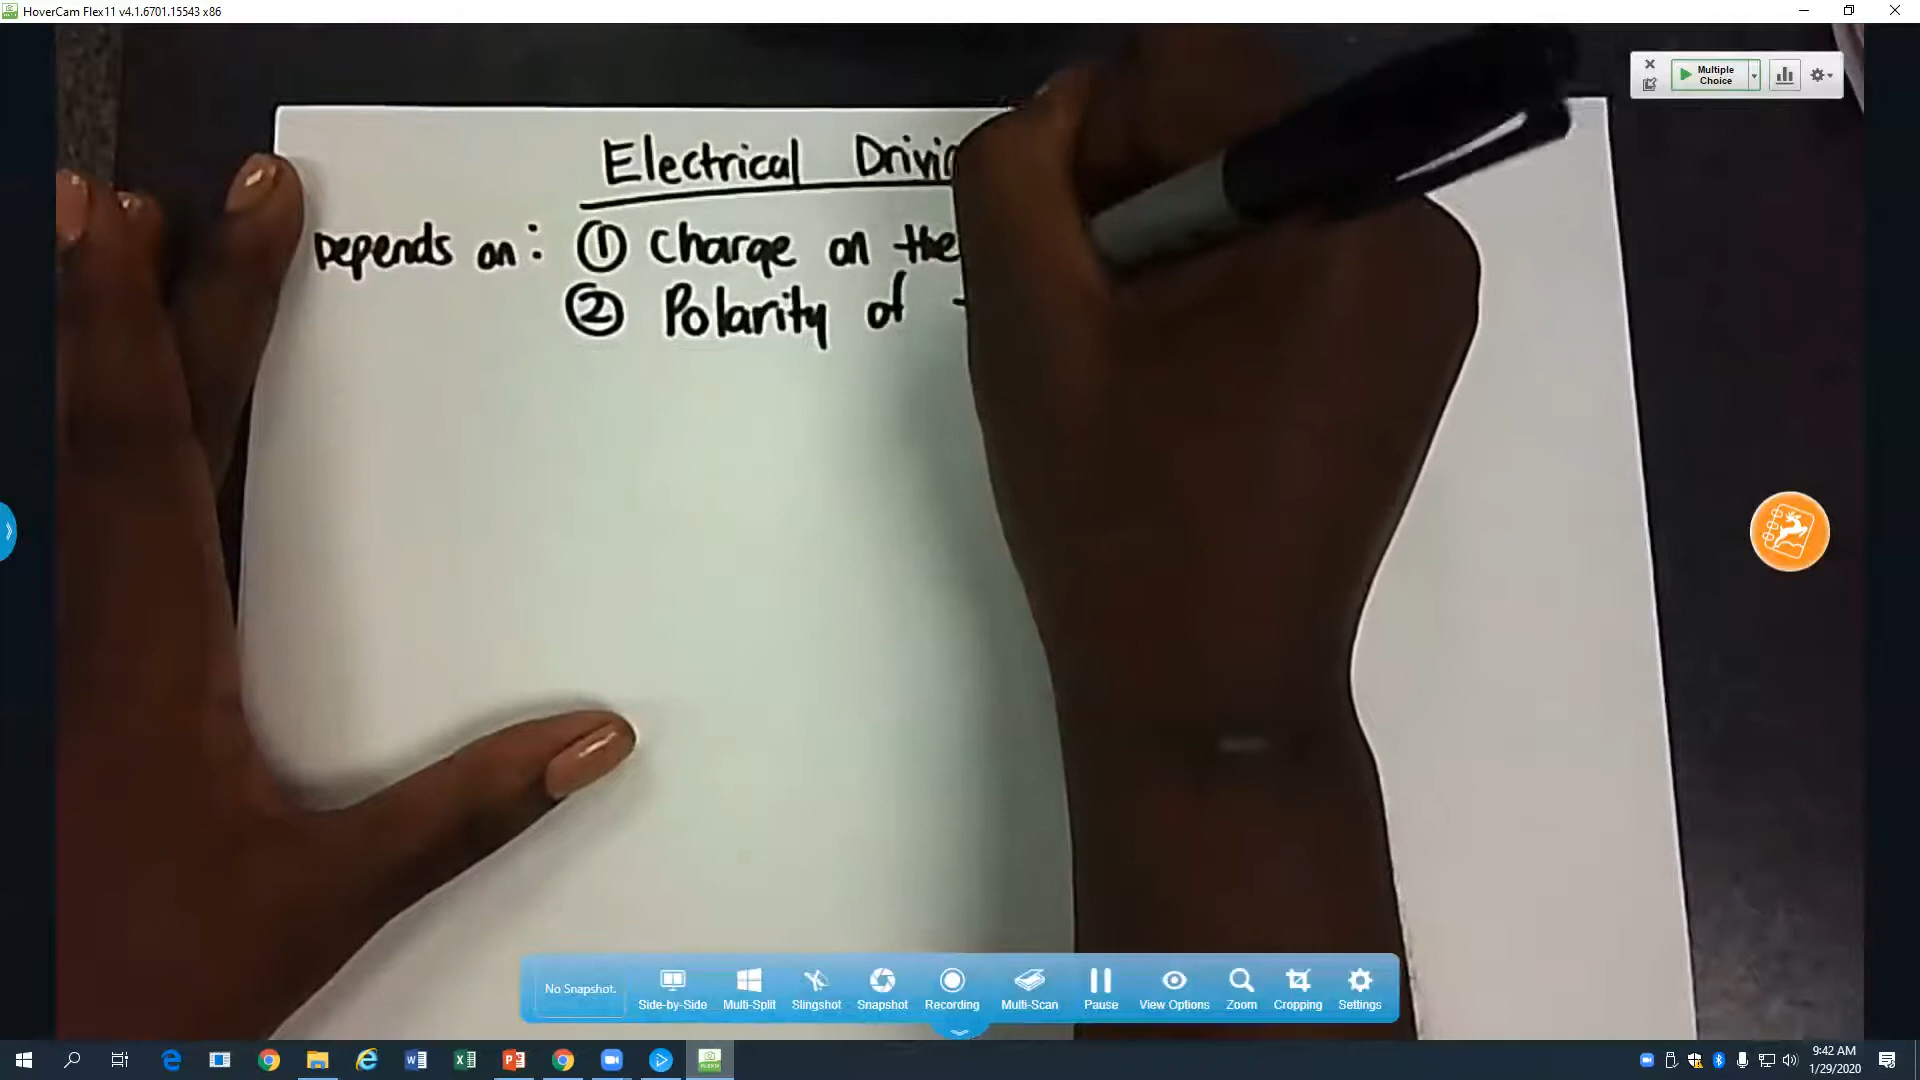 HoverCam Flex11 v4.1.6701.15543 x86
Multiple
Choice
Electrical Drivin
Depends on: ① Charge on the
② Polarity of
No Snapshot.
Side-by-Side
Multi-Split
Slingshot
Snapshot
Recording
Multi-Scan
Pause
View Options
Zoom
Cropping
Settings
9:42 AM
1/29/2020